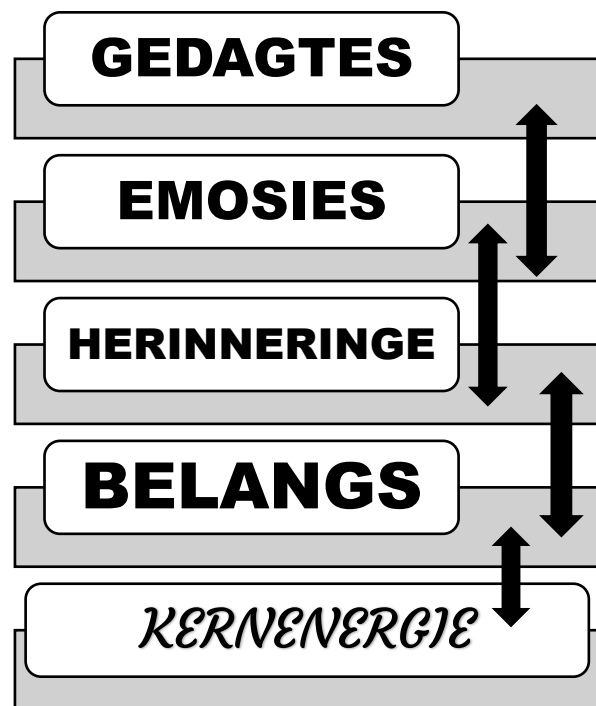 GEDAGTES
EMOSIES
HERINNERINGE
BELANGS
KERNENERGIE